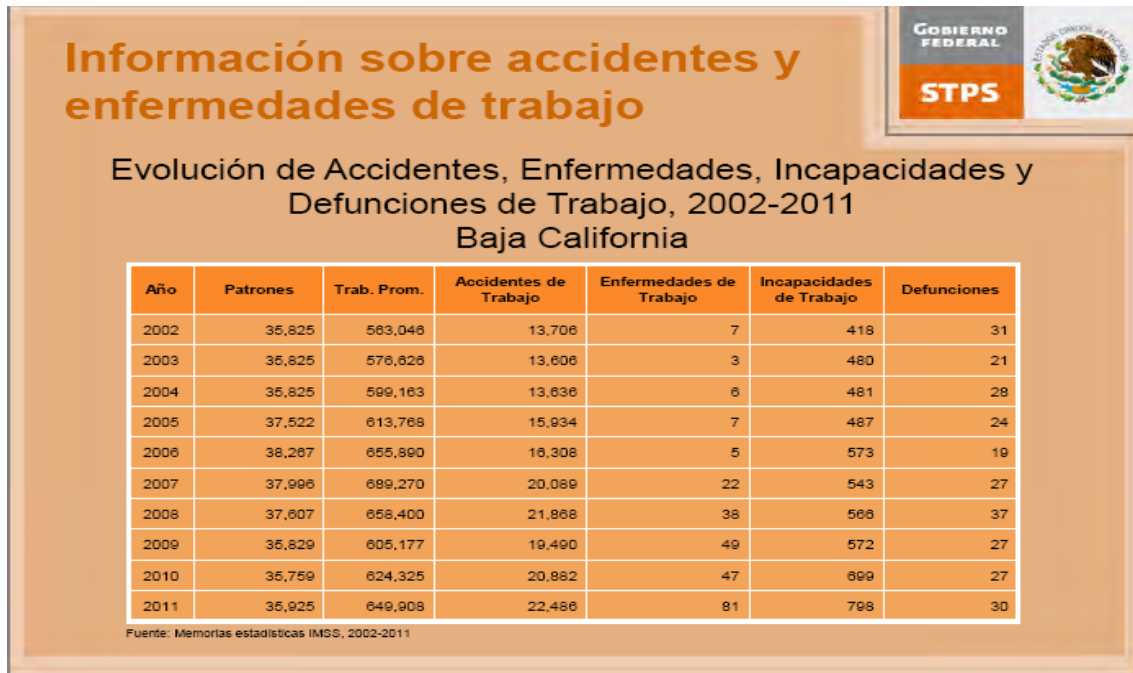 Información sobre accidentes y
enfermedades de trabajo
GOBIERNO
FEDERAL
STPS
Evolución de Accidentes, Enfermedades, Incapacidades y
Defunciones de Trabajo, 2002-2011
Baja California
Año Patrones Trab. Prom. Accidentes de Trabajo Enfermedades de Trabajo Incapacidades de Trabajo Defunciones
2002 35,825 563,046 13,706 7 418 31
2003 35,825 576,626 13,606 3 480 21
2004 35,825 599,163 13,636 6 481 28
2005 37,522 613,768 15,934 7 487 24
2006 38,267 655,890 16,308 5 573 19
2007 37,996 689,270 20,089 22 543 27
2008 37,607 658,400 21,868 38 566 37
2009 35,829 605,177 19,490 49 572 27
2010 35,759 624,325 20,882 47 699 27
2011 35,925 649,908 22,486 81 798 30
Fuente: Memorias estadísticas IMSS, 2002-2011